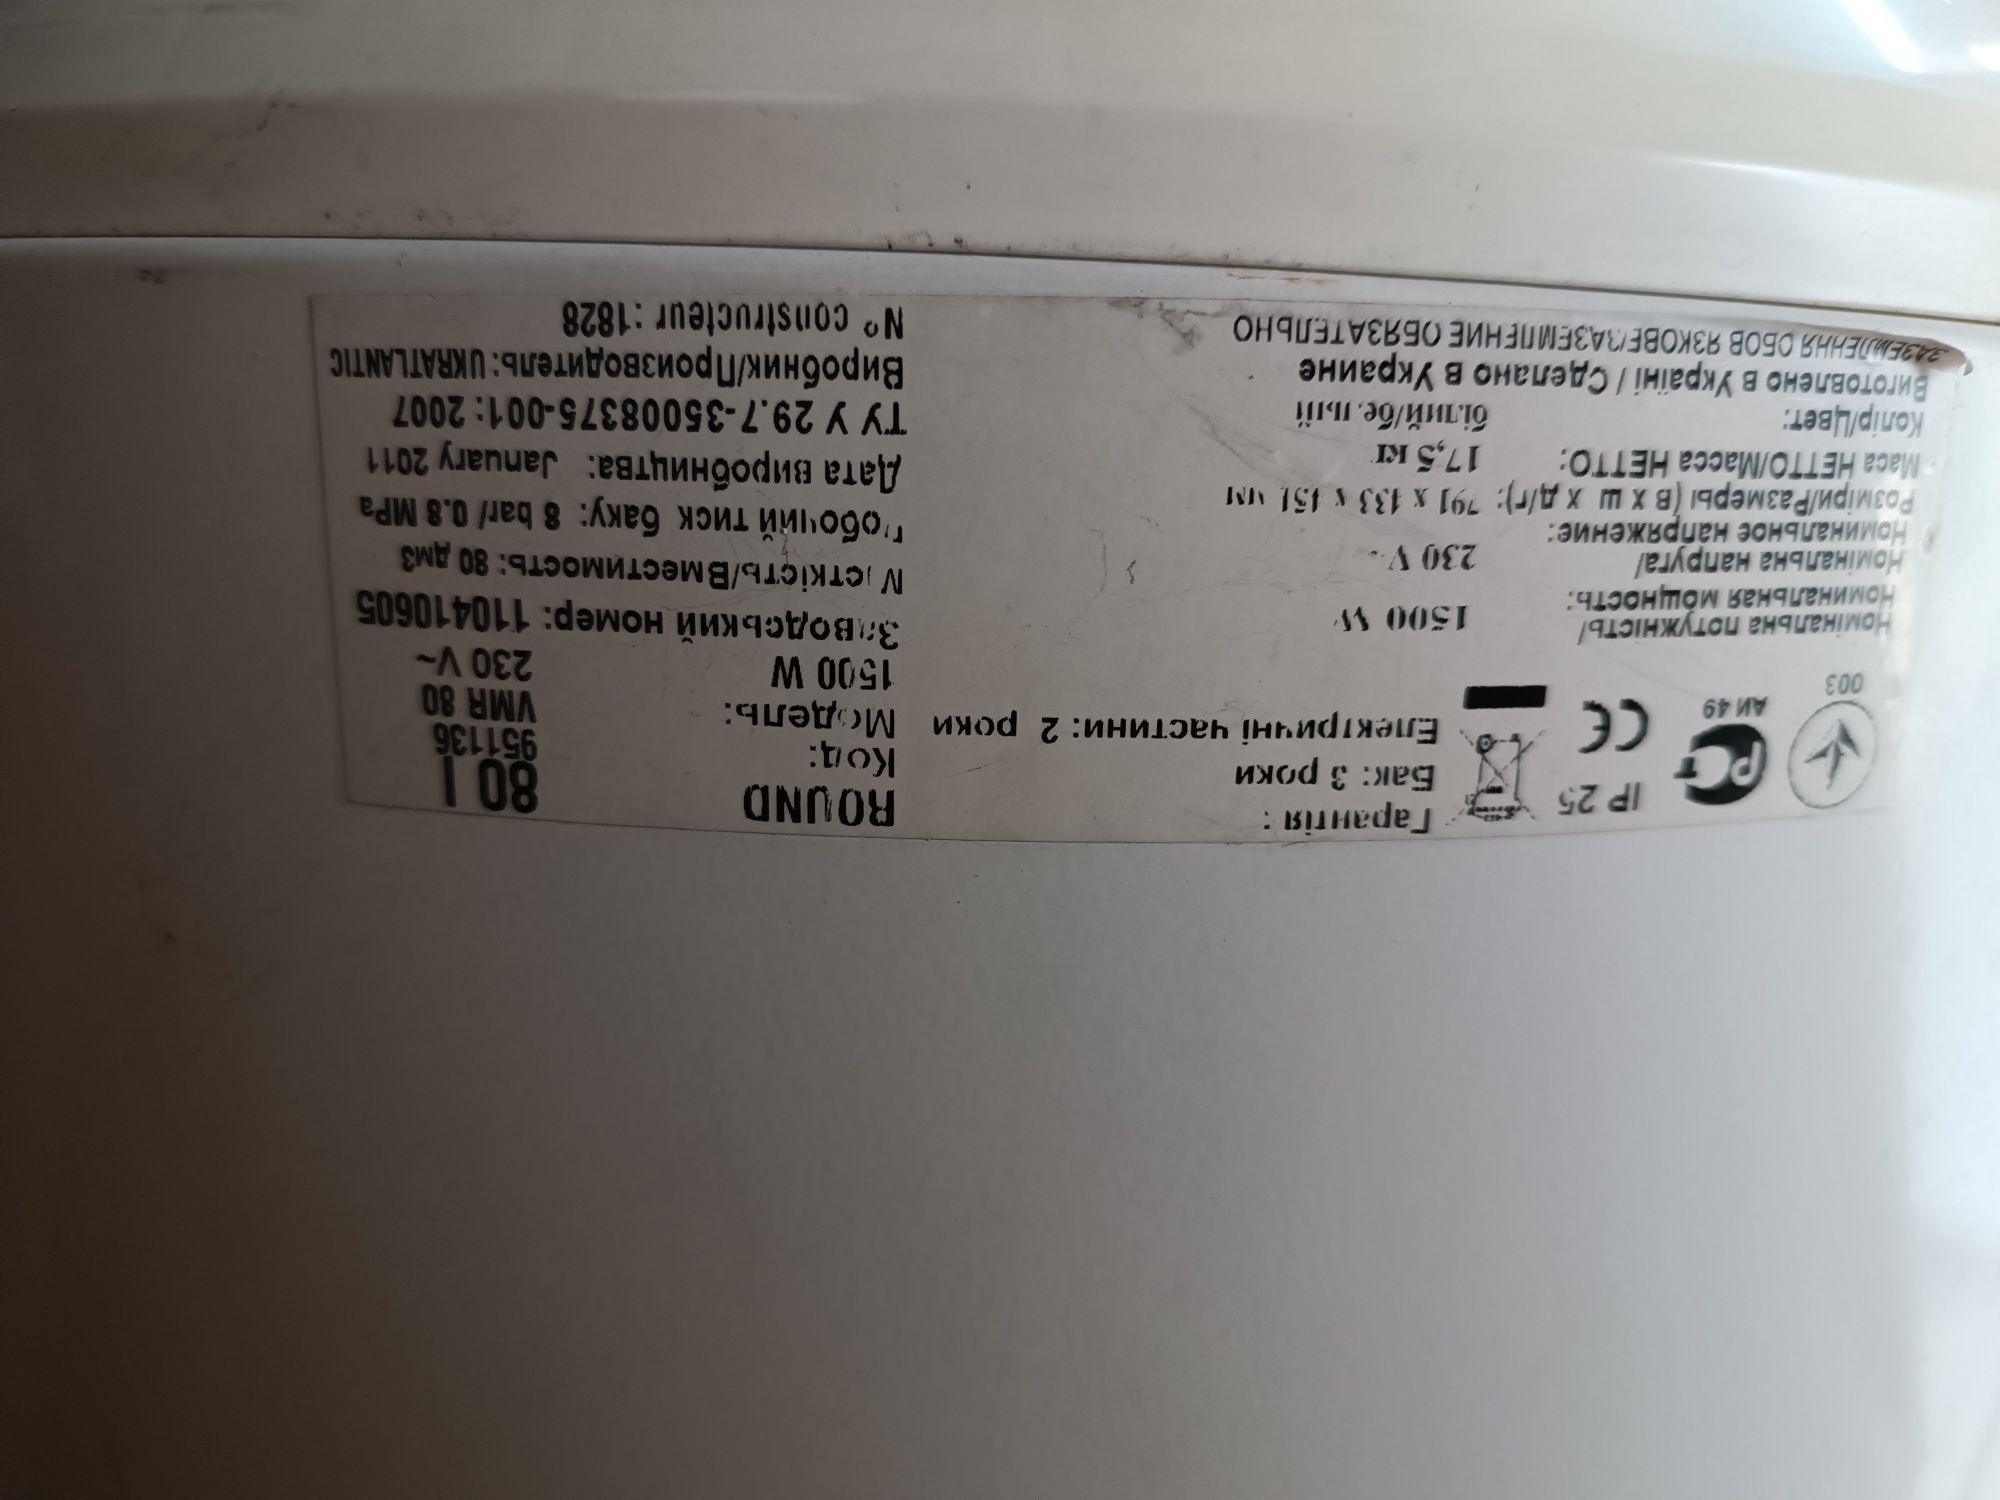 ЗАЗЕМЛЕННЯ ОБОВ ЯЗКОВЕ/ЗАЗЕМЛЕНИЕ ОБЯЗАТЕЛЬНО
Гарантія :
Бак: 3 роки
Електричні частини: 2 роки
IP 25
РСТ
АИ 49
CE
003
Номінальна потужність/
Номинальная мощность: 1500 W
Номінальна напруга/
Номинальное напряжение: 230 V~
Розміри/Размеры (в х ш х д/г): 791 x 433 x 451 мм
Маса НЕТТО/Масса НЕТТО: 17,5 кг
Колір/Цвет: білий/белый
Виготовлено в Україні / Сделано в Украине
ROUND 80 l
Код: 951136
Модель: VMR 80
1500 W 230 V~
Заводський номер: 110410605
Місткість/Вместимость: 80 дм3
Робочий тиск баку: 8 bar/ 0.8 MPa
Дата виробництва: January 2011
ТУ У 29.7-35008375-001: 2007
Виробник/Производитель: UKRATLANTIC
N° constructeur : 1828